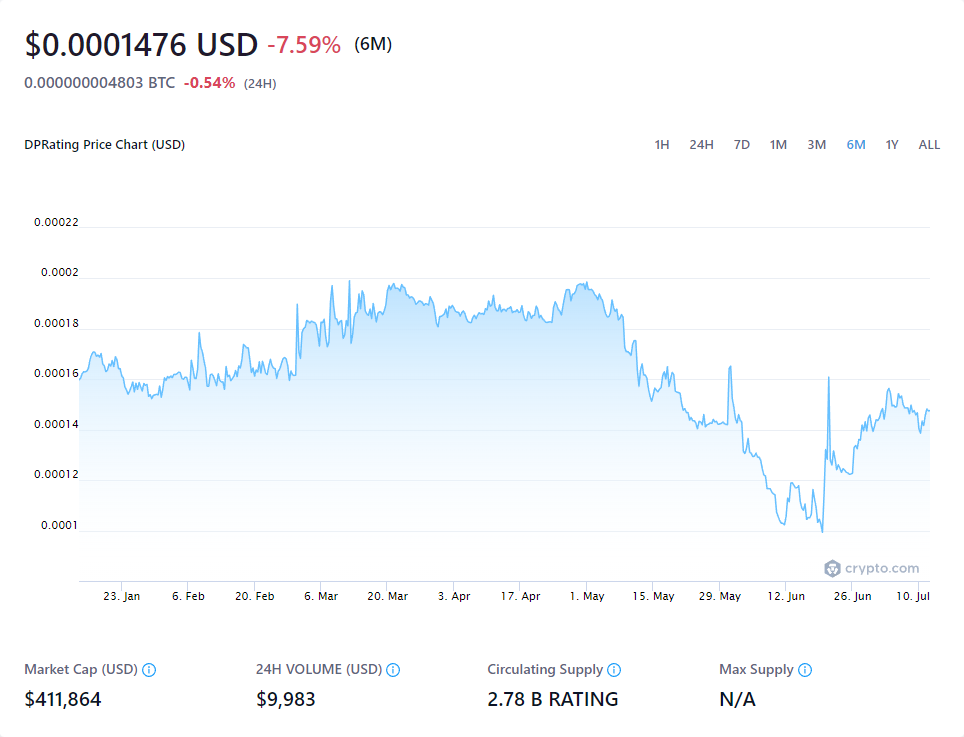 $0.0001476 USD -7.59% (6M)
0.000000004803 BTC -0.54% (24H)
DPRating Price Chart (USD) 1H 24H 7D 1M 3M 6M 1Y ALL
0.00022
0.0002
0.00018
0.00016
0.00014
0.00012
0.0001
crypto.com
23. Jan 6. Feb 20. Feb 6. Mar 20. Mar 3. Apr 17. Apr 1. May 15. May 29. May 12. Jun 26. Jun 10. Jul
Market Cap (USD) 24H VOLUME (USD) Circulating Supply Max Supply
$411,864 $9,983 2.78 B RATING N/A